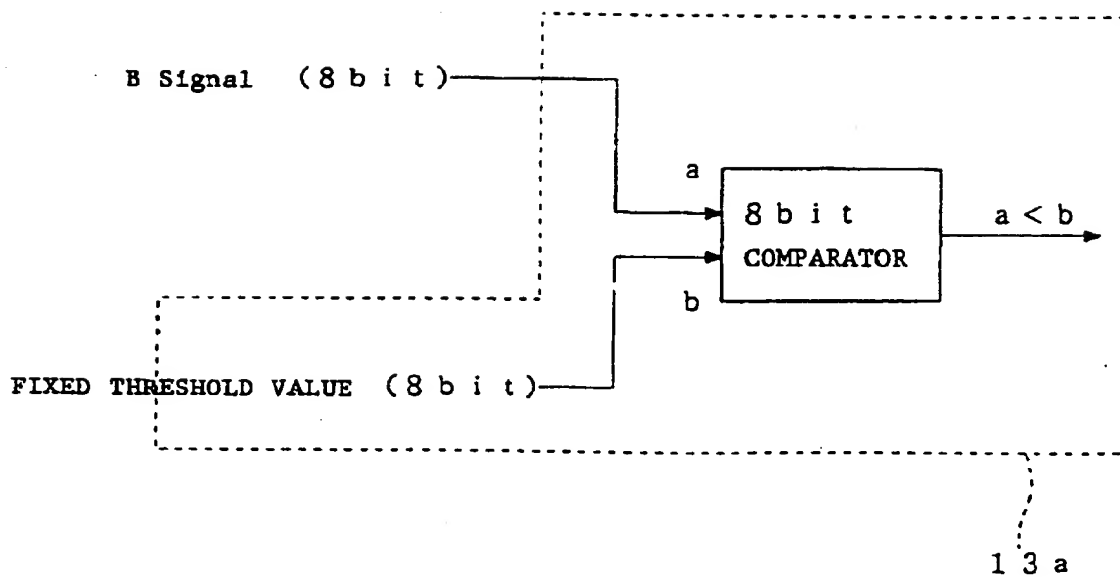 B Signal (8 b i t)
a
8 b i t
COMPARATOR
a < b
b
FIXED THRESHOLD VALUE (8 b i t)
1 3 a